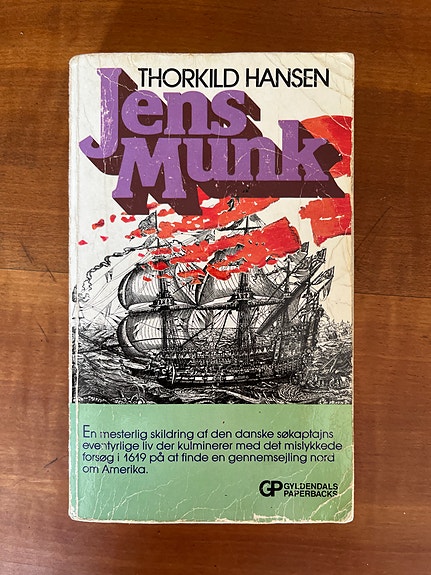 THORKILD HANSEN
Jens
Munk
En mesterlig skildring af den danske søkaptajns
eventyrlige liv der kulminerer med det mislykkede
forsøg i 1619 på at finde en gennemsejling nord
om Amerika.
GP GYLDENDALS
PAPERBACKS